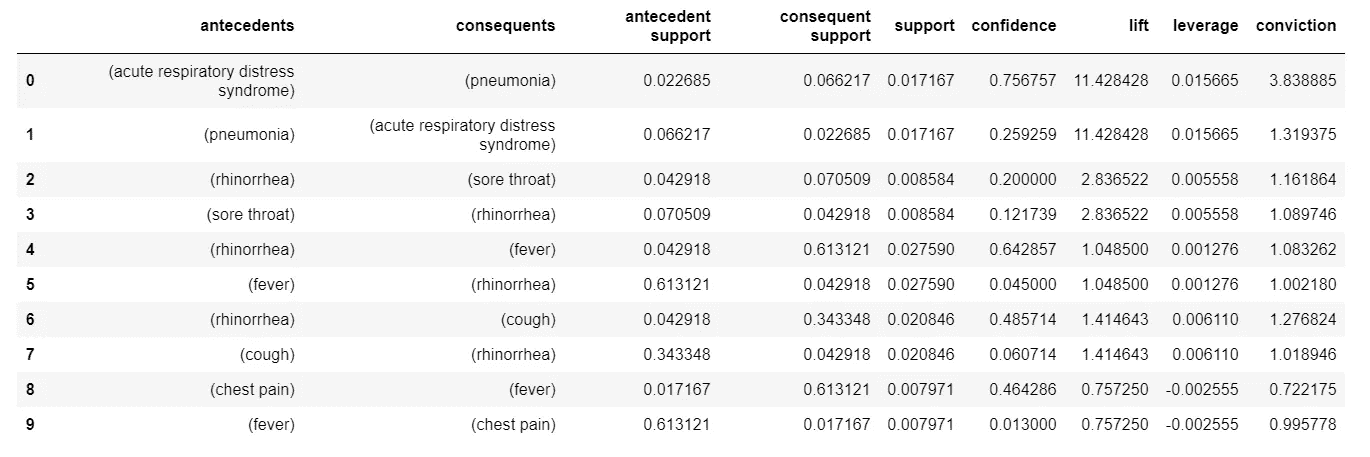 antecedents consequents antecedent support consequent support support confidence lift leverage conviction
0 (acute respiratory distress syndrome) (pneumonia) 0.022685 0.066217 0.017167 0.756757 11.428428 0.015665 3.838885
1 (pneumonia) (acute respiratory distress syndrome) 0.066217 0.022685 0.017167 0.259259 11.428428 0.015665 1.319375
2 (rhinorrhea) (sore throat) 0.042918 0.070509 0.008584 0.200000 2.836522 0.005558 1.161864
3 (sore throat) (rhinorrhea) 0.070509 0.042918 0.008584 0.121739 2.836522 0.005558 1.089746
4 (rhinorrhea) (fever) 0.042918 0.613121 0.027590 0.642857 1.048500 0.001276 1.083262
5 (fever) (rhinorrhea) 0.613121 0.042918 0.027590 0.045000 1.048500 0.001276 1.002180
6 (rhinorrhea) (cough) 0.042918 0.343348 0.020846 0.485714 1.414643 0.006110 1.276824
7 (cough) (rhinorrhea) 0.343348 0.042918 0.020846 0.060714 1.414643 0.006110 1.018946
8 (chest pain) (fever) 0.017167 0.613121 0.007971 0.464286 0.757250 -0.002555 0.722175
9 (fever) (chest pain) 0.613121 0.017167 0.007971 0.013000 0.757250 -0.002555 0.995778